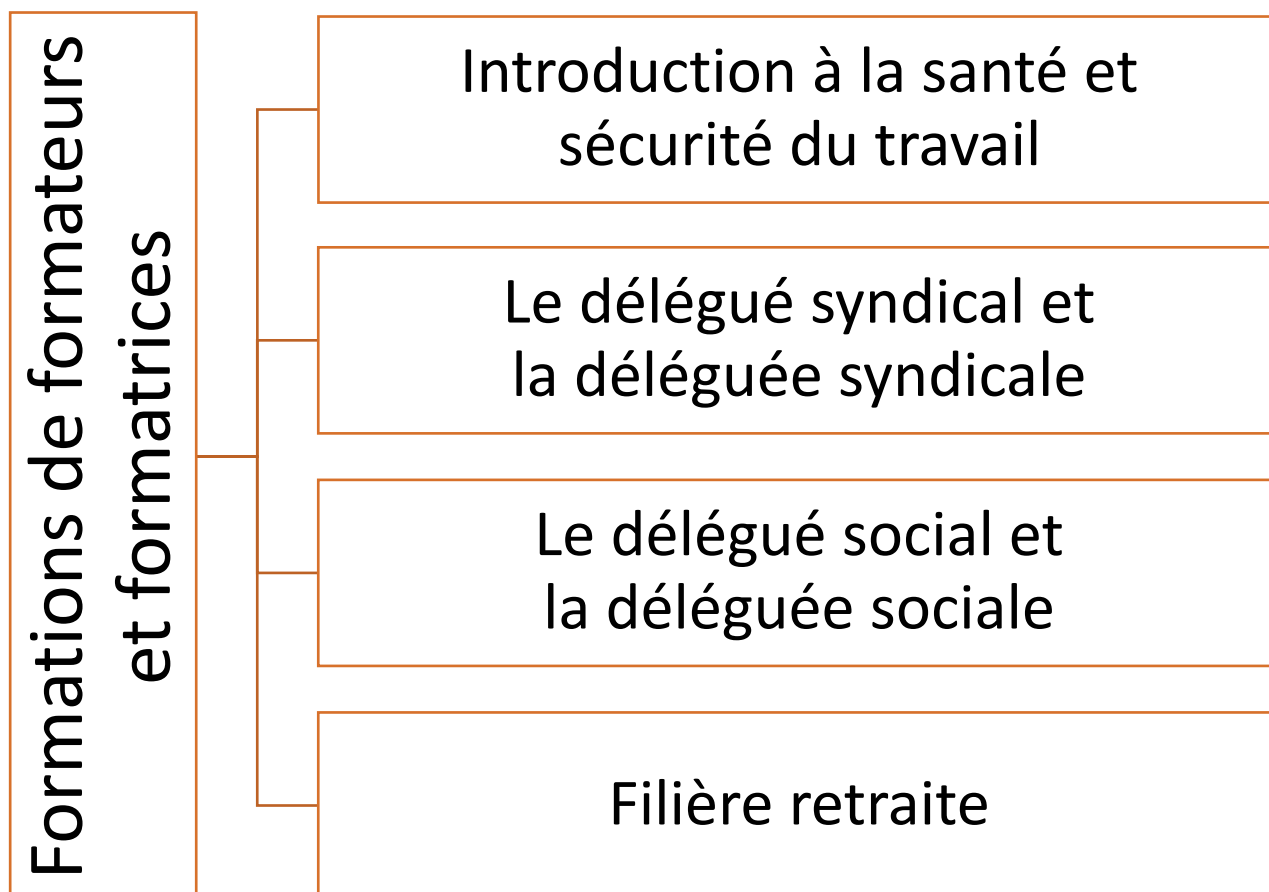 Formations de formateurs
et formatrices
Introduction à la santé et
sécurité du travail
Le délégué syndical et
la déléguée syndicale
Le délégué social et
la déléguée sociale
Filière retraite